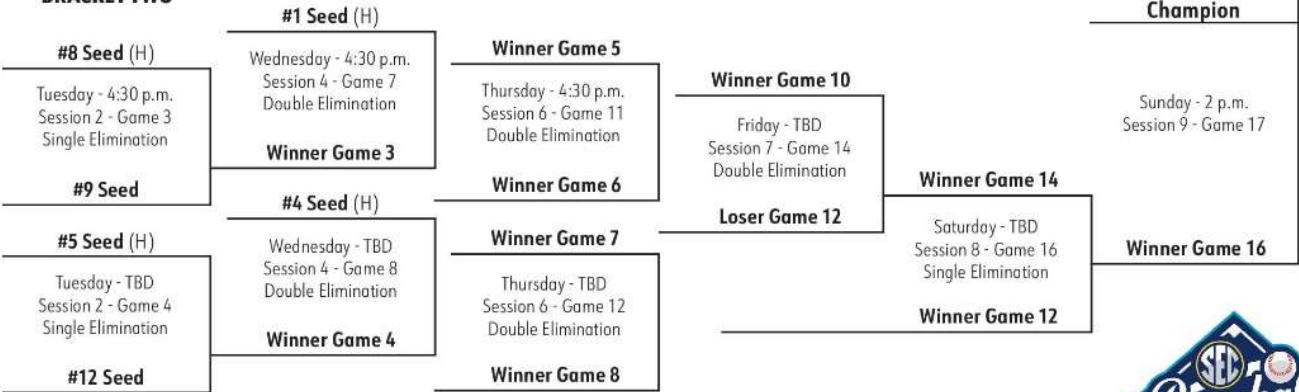 BRACKET TWO
#1 Seed (H)
Champion
#8 Seed (H)
Wednesday - 4:30 p.m.
Session 4 - Game 7
Double Elimination
Winner Game 5
Tuesday - 4:30 p.m.
Session 2 - Game 3
Single Elimination
Thursday - 4:30 p.m.
Session 6 - Game 11
Double Elimination
Winner Game 10
Sunday - 2 p.m.
Session 9 - Game 17
Winner Game 3
Friday - TBD
Session 7 - Game 14
Double Elimination
#9 Seed
Winner Game 6
Winner Game 14
#4 Seed (H)
Loser Game 12
#5 Seed (H)
Wednesday - TBD
Session 4 - Game 8
Double Elimination
Winner Game 7
Saturday - TBD
Session 8 - Game 16
Single Elimination
Winner Game 16
Tuesday - TBD
Session 2 - Game 4
Single Elimination
Thursday - TBD
Session 6 - Game 12
Double Elimination
Winner Game 12
Winner Game 4
#12 Seed
Winner Game 8
SEC